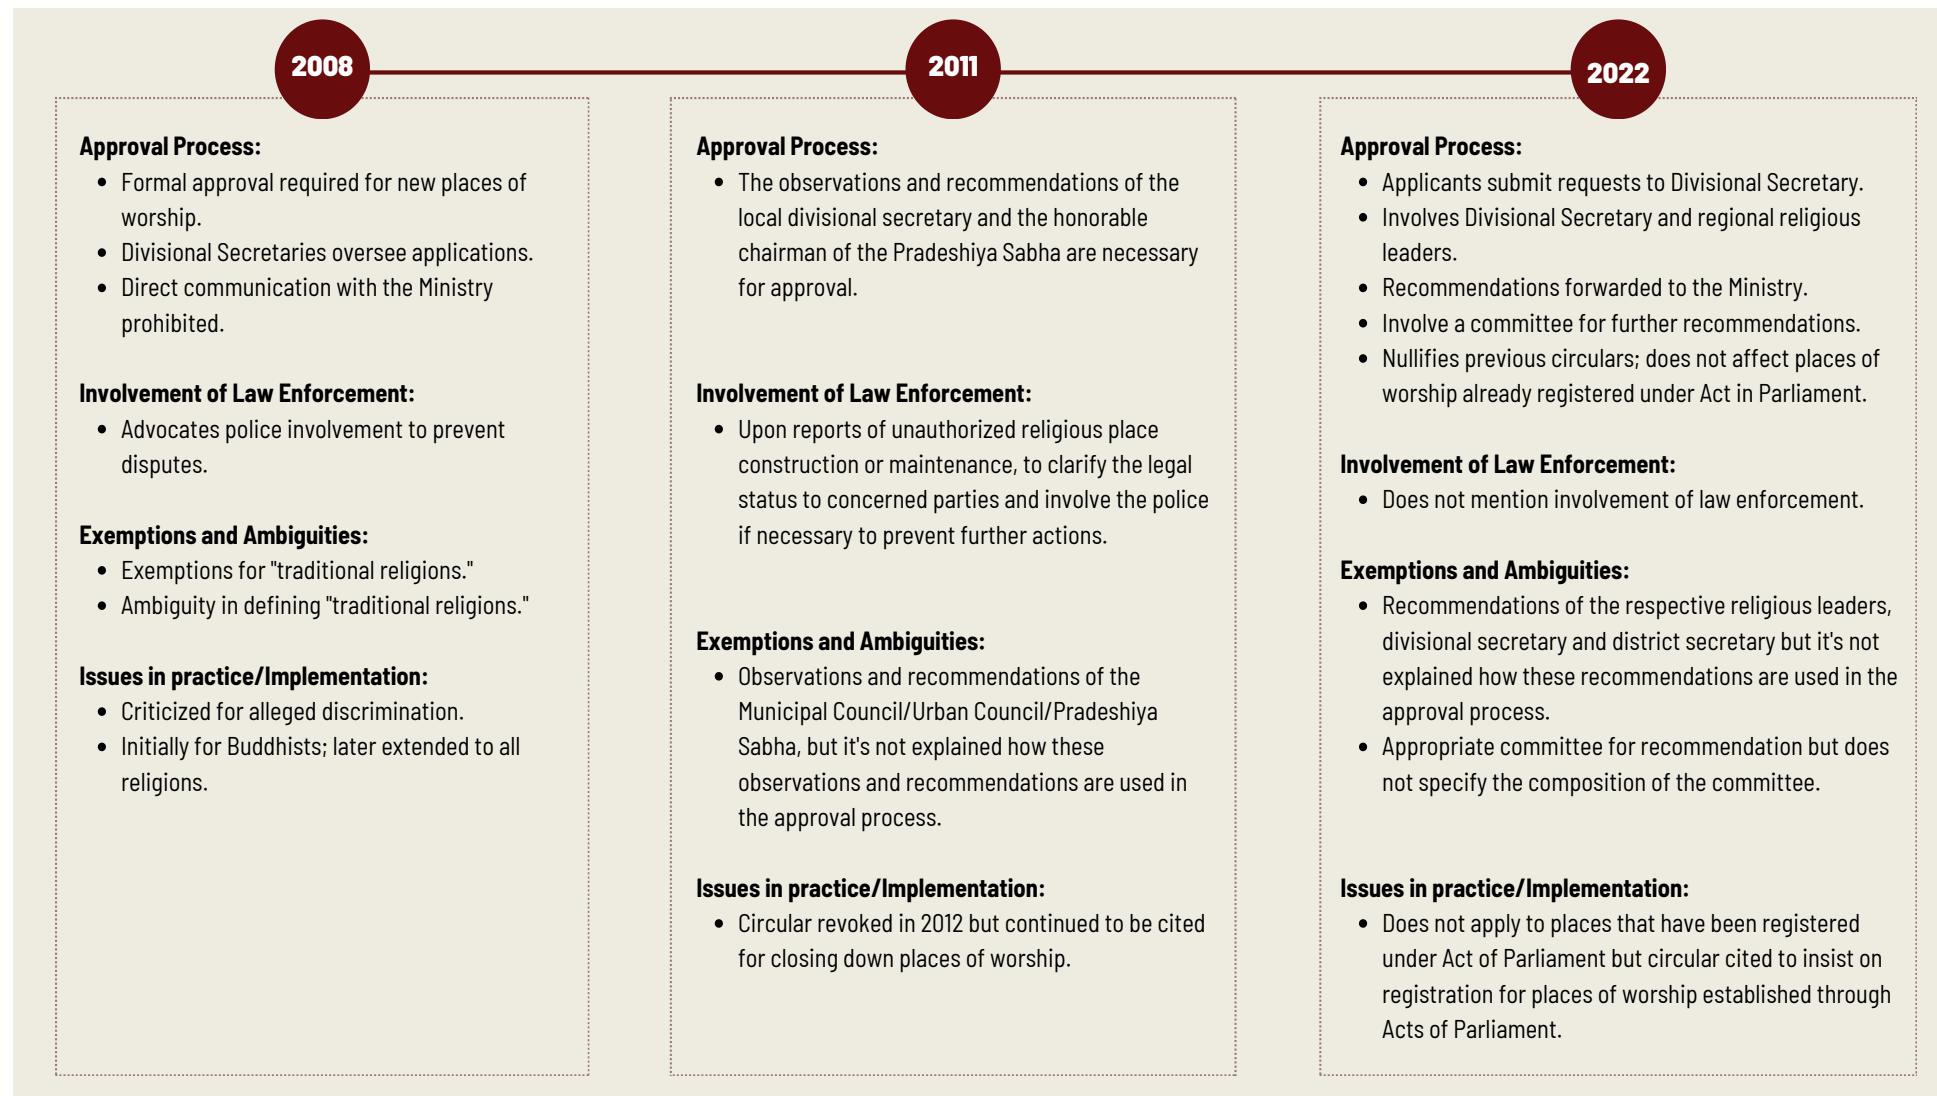 2008
Approval Process:
• Formal approval required for new places of
worship.
• Divisional Secretaries oversee applications.
• Direct communication with the Ministry
prohibited.
Involvement of Law Enforcement:
• Advocates police involvement to prevent
disputes.
Exemptions and Ambiguities:
• Exemptions for "traditional religions."
• Ambiguity in defining "traditional religions."
Issues in practice/Implementation:
• Criticized for alleged discrimination.
• Initially for Buddhists; later extended to all
religions.
2011
Approval Process:
• The observations and recommendations of the
local divisional secretary and the honorable
chairman of the Pradeshiya Sabha are necessary
for approval.
Involvement of Law Enforcement:
• Upon reports of unauthorized religious place
construction or maintenance, to clarify the legal
status to concerned parties and involve the police
if necessary to prevent further actions.
Exemptions and Ambiguities:
• Observations and recommendations of the
Municipal Council/Urban Council/Pradeshiya
Sabha, but it's not explained how these
observations and recommendations are used in
the approval process.
Issues in practice/Implementation:
• Circular revoked in 2012 but continued to be cited
for closing down places of worship.
2022
Approval Process:
• Applicants submit requests to Divisional Secretary.
• Involves Divisional Secretary and regional religious
leaders.
• Recommendations forwarded to the Ministry.
• Involve a committee for further recommendations.
• Nullifies previous circulars; does not affect places of
worship already registered under Act in Parliament.
Involvement of Law Enforcement:
• Does not mention involvement of law enforcement.
Exemptions and Ambiguities:
• Recommendations of the respective religious leaders,
divisional secretary and district secretary but it's not
explained how these recommendations are used in the
approval process.
• Appropriate committee for recommendation but does
not specify the composition of the committee.
Issues in practice/Implementation:
• Does not apply to places that have been registered
under Act of Parliament but circular cited to insist on
registration for places of worship established through
Acts of Parliament.